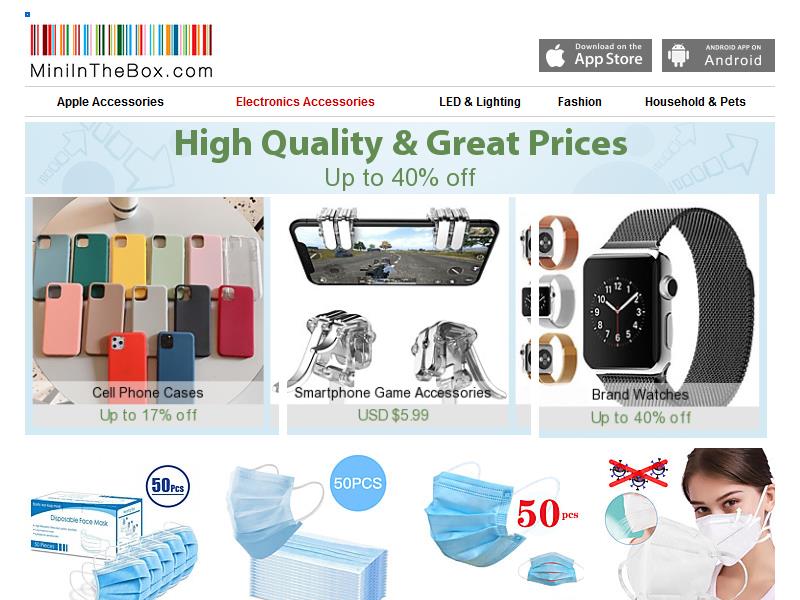 MiniInTheBox.com
Download on the
App Store
ANDROID APP ON
Android
Apple Accessories
Electronics Accessories
LED & Lighting
Fashion
Household & Pets
High Quality & Great Prices
Up to 40% off
Cell Phone Cases
Up to 17% off
Smartphone Game Accessories
USD $5.99
Brand Watches
Up to 40% off
50Pcs
Disposable Face Mask
50 Pieces
50PCS
50pcs